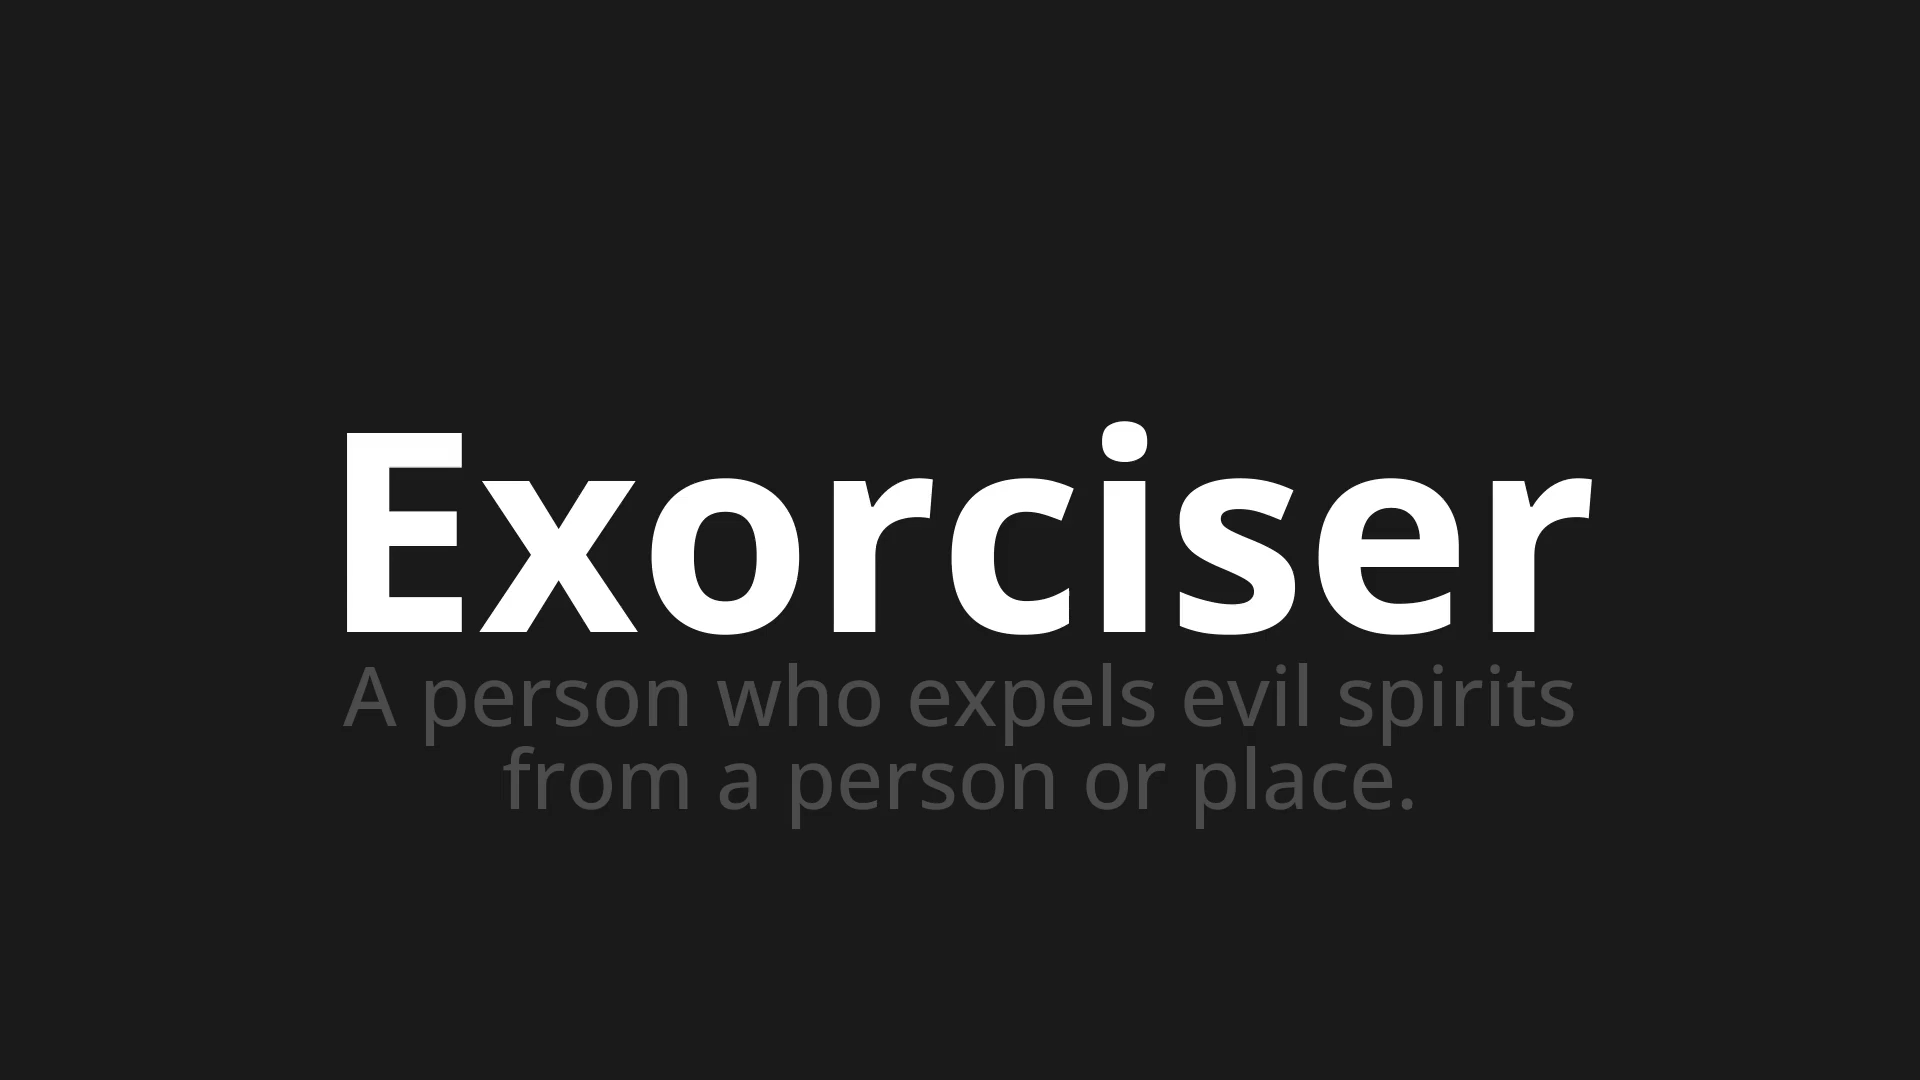 Exorciser
A person who expels evil spirits
from a person or place.